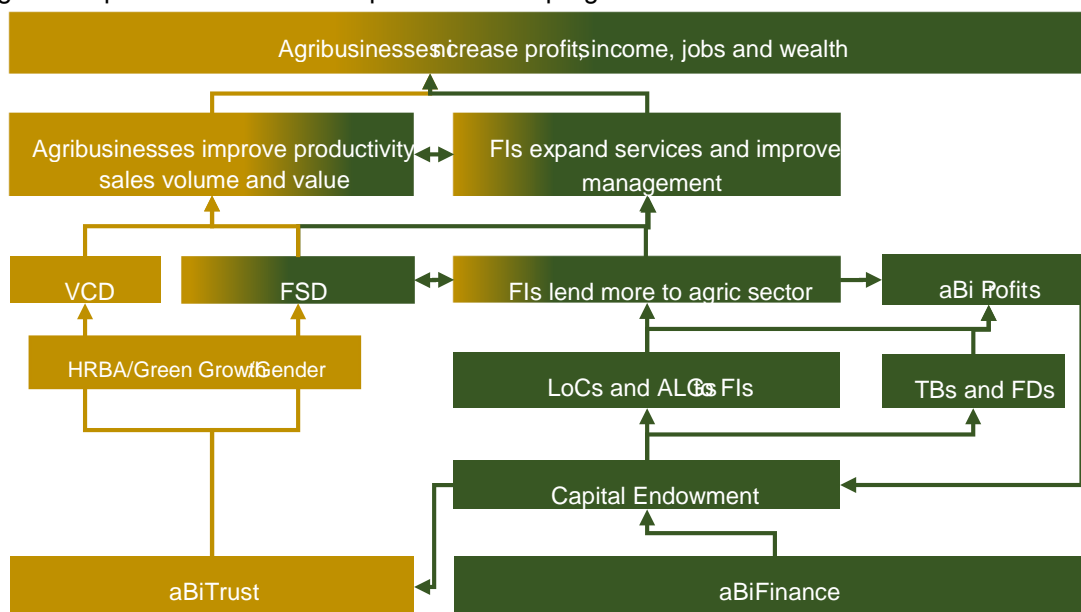 Agribusinesses increase profits, income, jobs and wealth
Agribusinesses improve productivity
sales volume and value
FIs expand services and improve
management
VCD
FSD
FIs lend more to agric sector
aBi Profits
HRBA/Green Growth/Gender
LoCs and ALGs to FIs
TBs and FDs
Capital Endowment
aBiTrust
aBiFinance